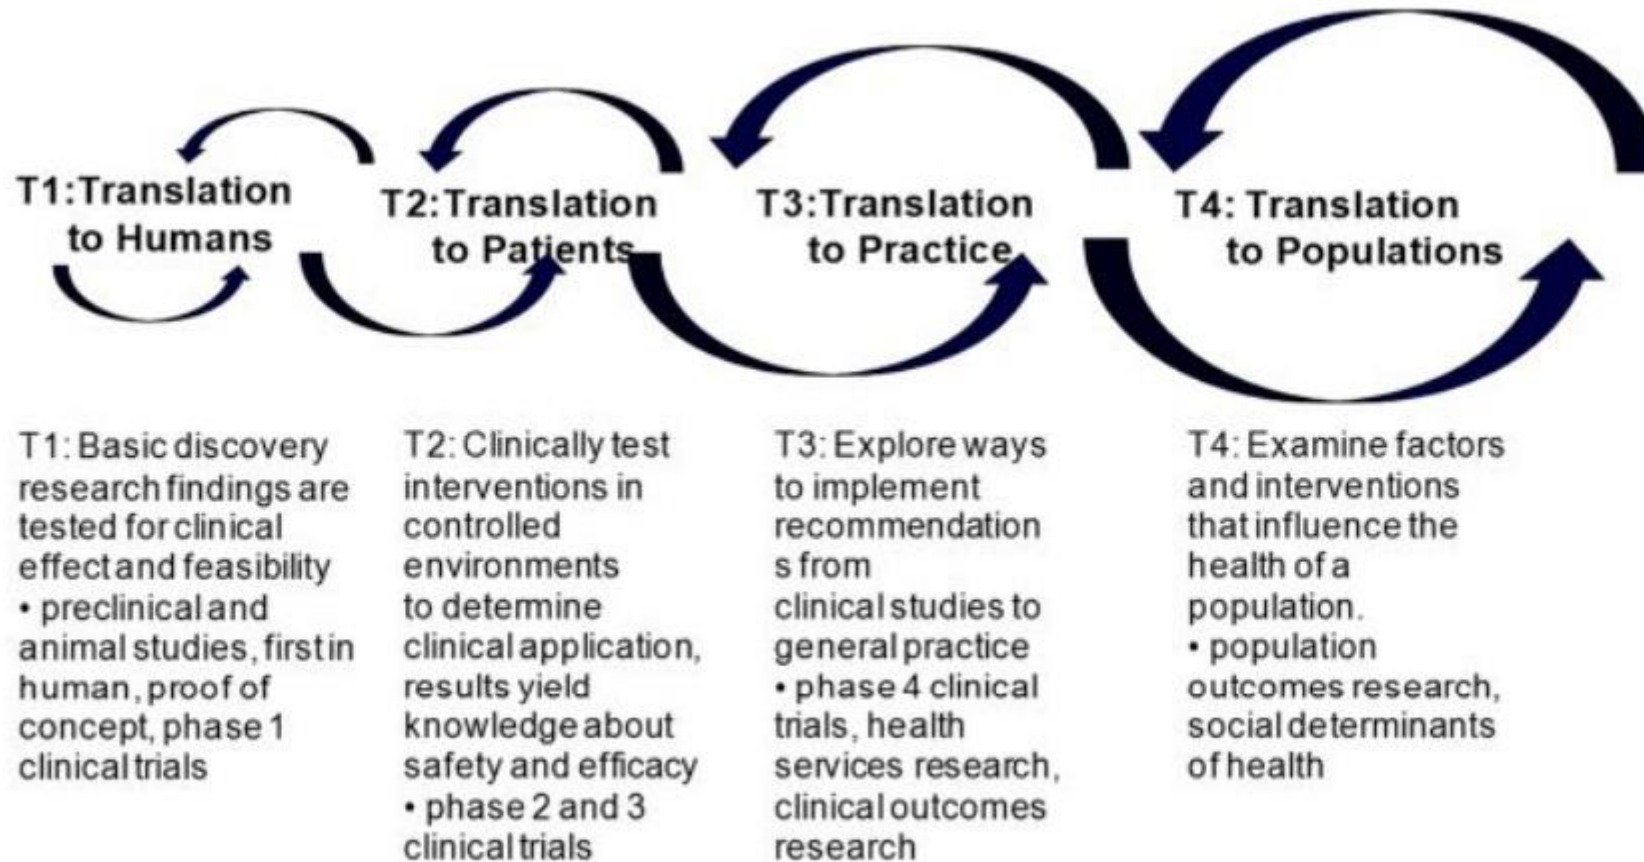 T1:Translation
to Humans
T2:Translation
to Patients
T3:Translation
to Practice
T4: Translation
to Populations
T1: Basic discovery
research findings are
tested for clinical
effect and feasibility
• preclinical and
animal studies, first in
human, proof of
concept, phase 1
clinical trials
T2: Clinically test
interventions in
controlled
environments
to determine
clinical application,
results yield
knowledge about
safety and efficacy
• phase 2 and 3
clinical trials
T3: Explore ways
to implement
recommendation
s from
clinical studies to
general practice
• phase 4 clinical
trials, health
services research,
clinical outcomes
research
T4: Examine factors
and interventions
that influence the
health of a
population.
• population
outcomes research,
social determinants
of health